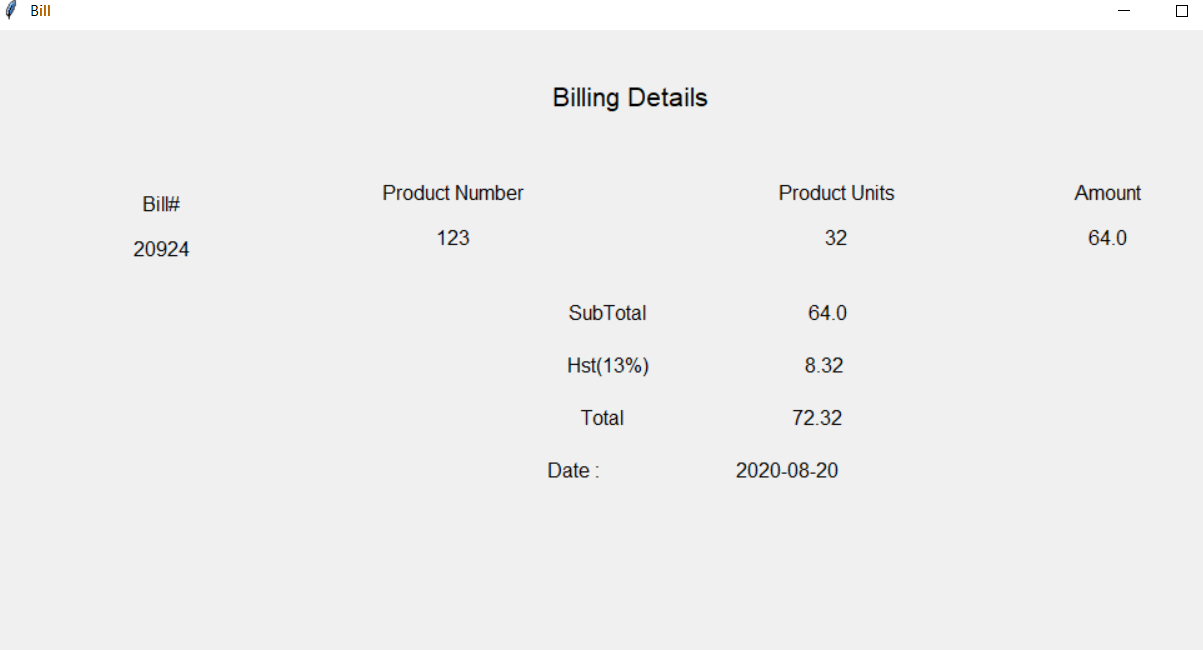 Bill
Billing Details
Bill# Product Number Product Units Amount
20924 123 32 64.0
SubTotal 64.0
Hst(13%) 8.32
Total 72.32
Date : 2020-08-20